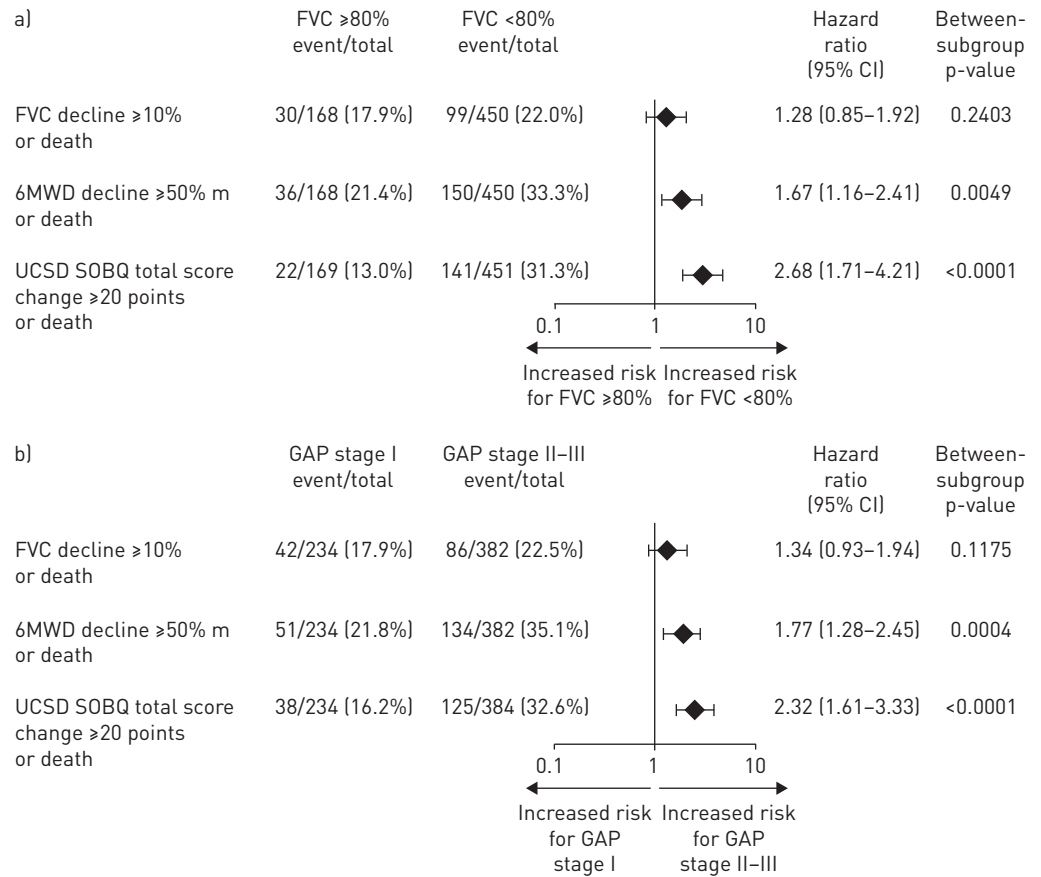 a)
FVC ≥80% event/total
FVC <80% event/total
Hazard ratio (95% CI)
Between-subgroup p-value
FVC decline ≥10% or death
30/168 (17.9%)
99/450 (22.0%)
1.28 (0.85–1.92)
0.2403
6MWD decline ≥50% m or death
36/168 (21.4%)
150/450 (33.3%)
1.67 (1.16–2.41)
0.0049
UCSD SOBQ total score change ≥20 points or death
22/169 (13.0%)
141/451 (31.3%)
2.68 (1.71–4.21)
<0.0001
0.1 1 10
Increased risk for FVC ≥80%
Increased risk for FVC <80%
b)
GAP stage I event/total
GAP stage II–III event/total
Hazard ratio (95% CI)
Between-subgroup p-value
FVC decline ≥10% or death
42/234 (17.9%)
86/382 (22.5%)
1.34 (0.93–1.94)
0.1175
6MWD decline ≥50% m or death
51/234 (21.8%)
134/382 (35.1%)
1.77 (1.28–2.45)
0.0004
UCSD SOBQ total score change ≥20 points or death
38/234 (16.2%)
125/384 (32.6%)
2.32 (1.61–3.33)
<0.0001
0.1 1 10
Increased risk for GAP stage I
Increased risk for GAP stage II–III